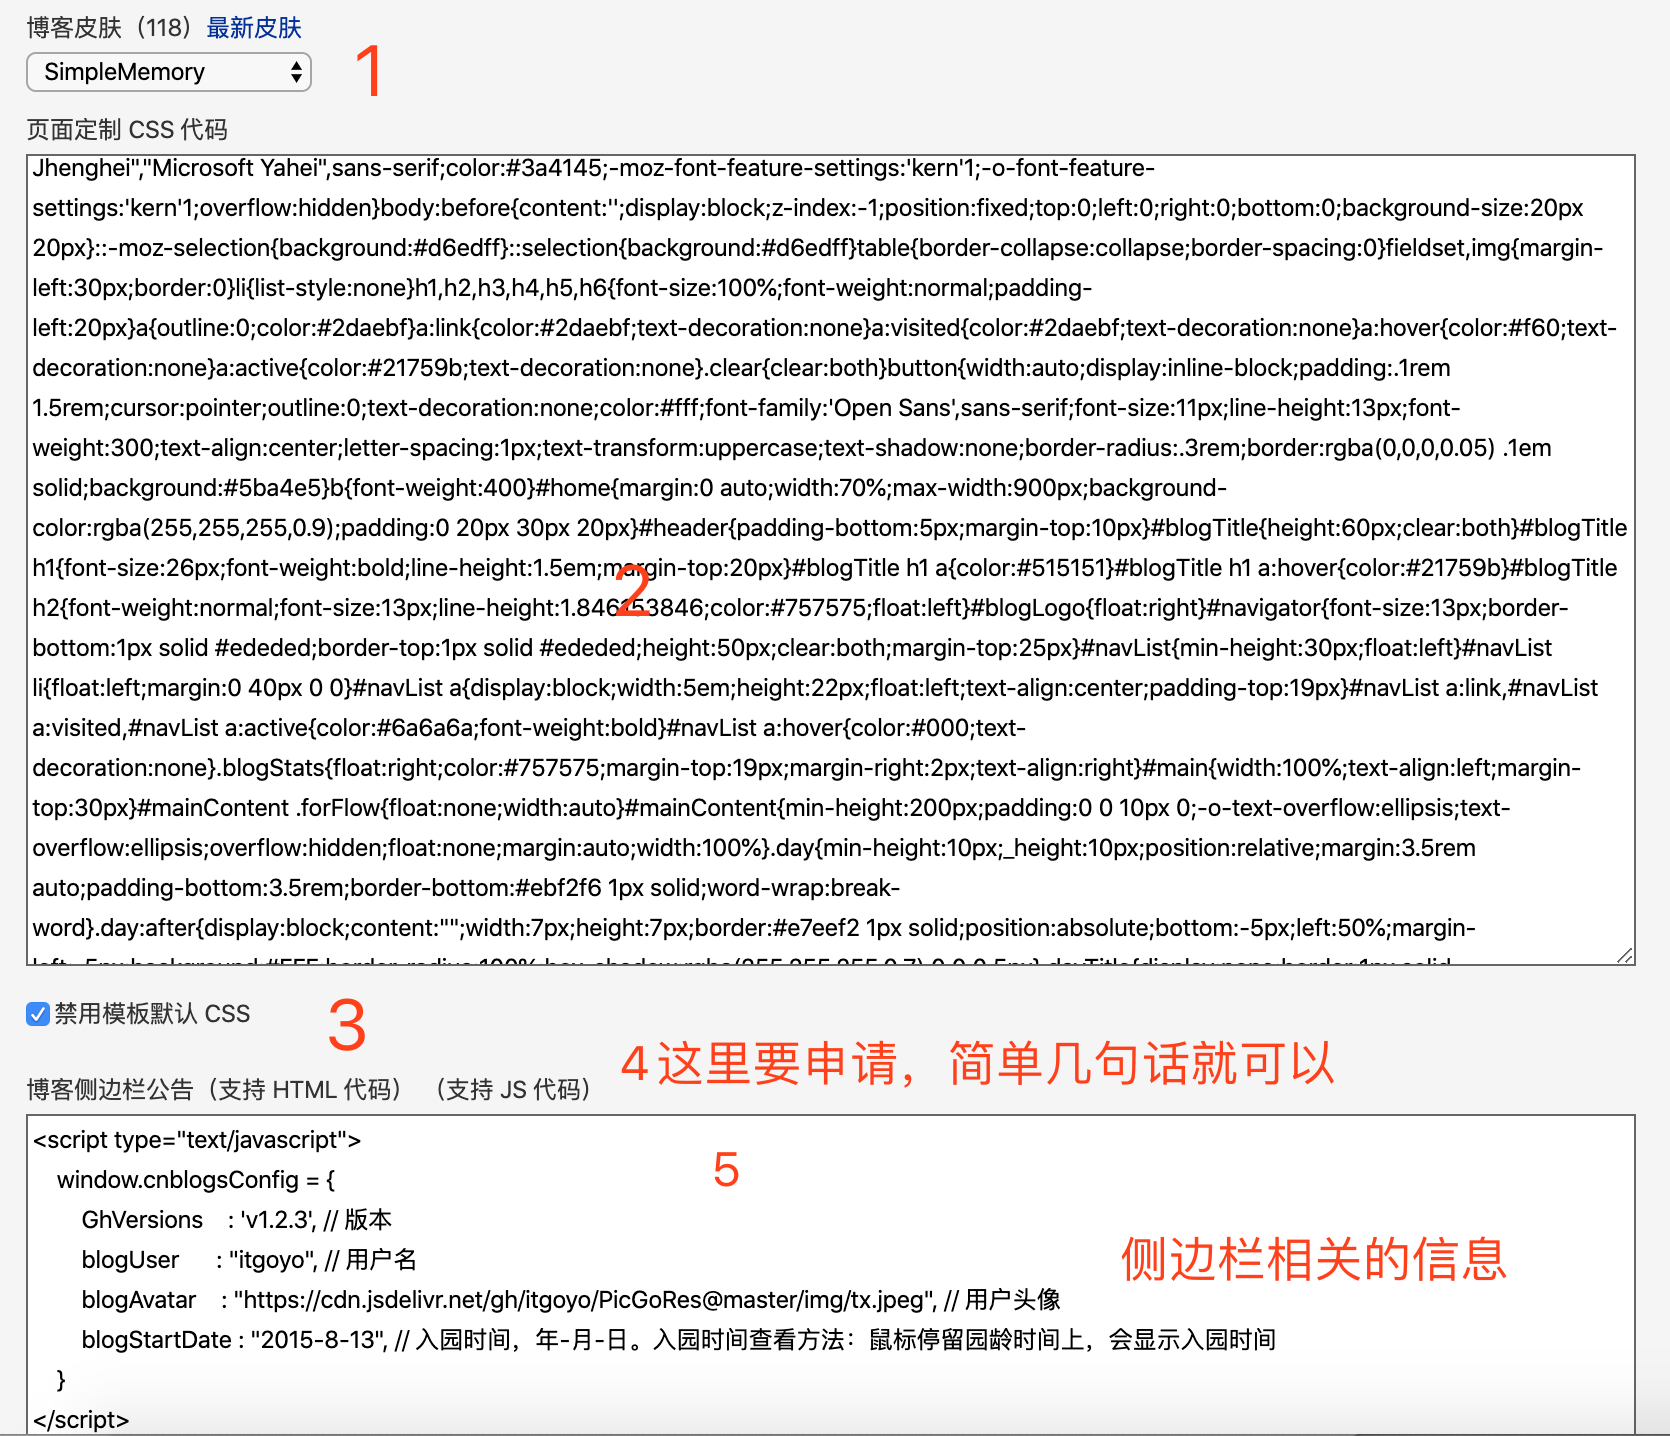 博客皮肤（118）最新皮肤
SimpleMemory
1
页面定制 CSS 代码
Jhenghei","Microsoft Yahei",sans-serif;color:#3a4145;-moz-font-feature-settings:'kern'1;-o-font-feature-
settings:'kern'1;overflow:hidden}body:before{content:'';display:block;z-index:-1;position:fixed;top:0;left:0;right:0;bottom:0;background-size:20px
20px}::-moz-selection{background:#d6edff}::selection{background:#d6edff}table{border-collapse:collapse;border-spacing:0}fieldset,img{margin-
left:30px;border:0}li{list-style:none}h1,h2,h3,h4,h5,h6{font-size:100%;font-weight:normal;padding-
left:20px}a{outline:0;color:#2daebf}a:link{color:#2daebf;text-decoration:none}a:visited{color:#2daebf;text-decoration:none}a:hover{color:#f60;text-
decoration:none}a:active{color:#21759b;text-decoration:none}.clear{clear:both}button{width:auto;display:inline-block;padding:.1rem
1.5rem;cursor:pointer;outline:0;text-decoration:none;color:#fff;font-family:'Open Sans',sans-serif;font-size:11px;line-height:13px;font-
weight:300;text-align:center;letter-spacing:1px;text-transform:uppercase;text-shadow:none;border-radius:.3rem;border:rgba(0,0,0,0.05) .1em
solid;background:#5ba4e5}b{font-weight:400}#home{margin:0 auto;width:70%;max-width:900px;background-
color:rgba(255,255,255,0.9);padding:0 20px 30px 20px}#header{padding-bottom:5px;margin-top:10px}#blogTitle{height:60px;clear:both}#blogTitle
h1{font-size:26px;font-weight:bold;line-height:1.5em;margin-top:20px}#blogTitle h1 a{color:#515151}#blogTitle h1 a:hover{color:#21759b}#blogTitle
2
h2{font-weight:normal;font-size:13px;line-height:1.846153846;color:#757575;float:left}#blogLogo{float:right}#navigator{font-size:13px;border-
bottom:1px solid #ededed;border-top:1px solid #ededed;height:50px;clear:both;margin-top:25px}#navList{min-height:30px;float:left}#navList
li{float:left;margin:0 40px 0 0}#navList a{display:block;width:5em;height:22px;float:left;text-align:center;padding-top:19px}#navList a:link,#navList
a:visited,#navList a:active{color:#6a6a6a;font-weight:bold}#navList a:hover{color:#000;text-
decoration:none}.blogStats{float:right;color:#757575;margin-top:19px;margin-right:2px;text-align:right}#main{width:100%;text-align:left;margin-
top:30px}#mainContent .forFlow{float:none;width:auto}#mainContent{min-height:200px;padding:0 0 10px 0;-o-text-overflow:ellipsis;text-
overflow:ellipsis;overflow:hidden;float:none;margin:auto;width:100%}.day{min-height:10px;_height:10px;position:relative;margin:3.5rem
auto;padding-bottom:3.5rem;border-bottom:#ebf2f6 1px solid;word-wrap:break-
word}.day:after{display:block;content:"";width:7px;height:7px;border:#e7eef2 1px solid;position:absolute;bottom:-5px;left:50%;margin-
禁用模板默认 CSS
3
4这里要申请，简单几句话就可以
博客侧边栏公告（支持 HTML 代码）（支持 JS 代码）
<script type="text/javascript">
5
window.cnblogsConfig = {
GhVersions : 'v1.2.3', // 版本
blogUser : "itgoyo", // 用户名
侧边栏相关的信息
blogAvatar : "https://cdn.jsdelivr.net/gh/itgoyo/PicGoRes@master/img/tx.jpeg", // 用户头像
blogStartDate : "2015-8-13", // 入园时间，年-月-日。入园时间查看方法：鼠标停留园龄时间上，会显示入园时间
}
</script>